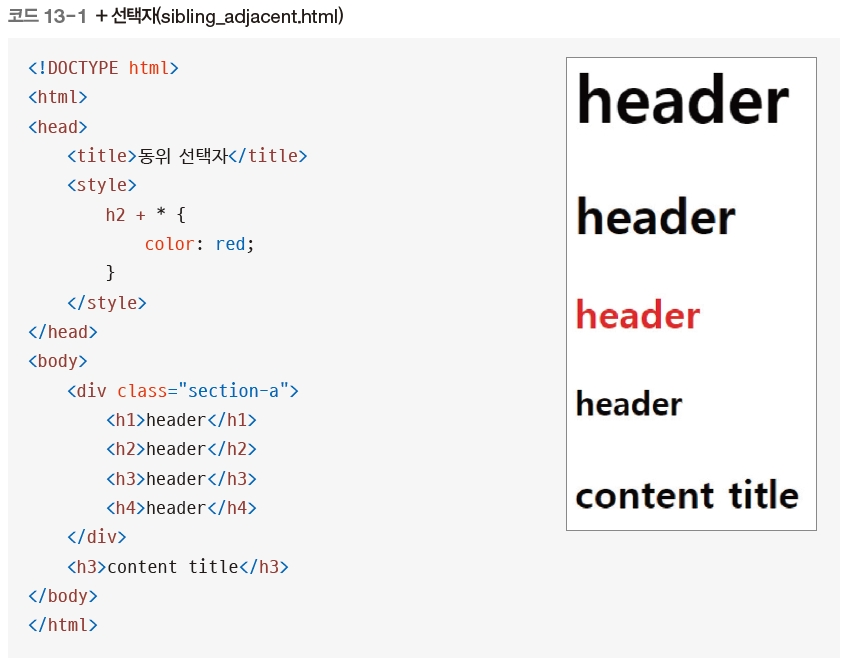 코드 13-1 + 선택자(sibling_adjacent.html)
<!DOCTYPE html>
<html>
<head>
    <title>동위 선택자</title>
    <style>
        h2 + * {
            color: red;
        }
    </style>
</head>
<body>
    <div class="section-a">
        <h1>header</h1>
        <h2>header</h2>
        <h3>header</h3>
        <h4>header</h4>
    </div>
    <h3>content title</h3>
</body>
</html>
header
header
header
header
content title